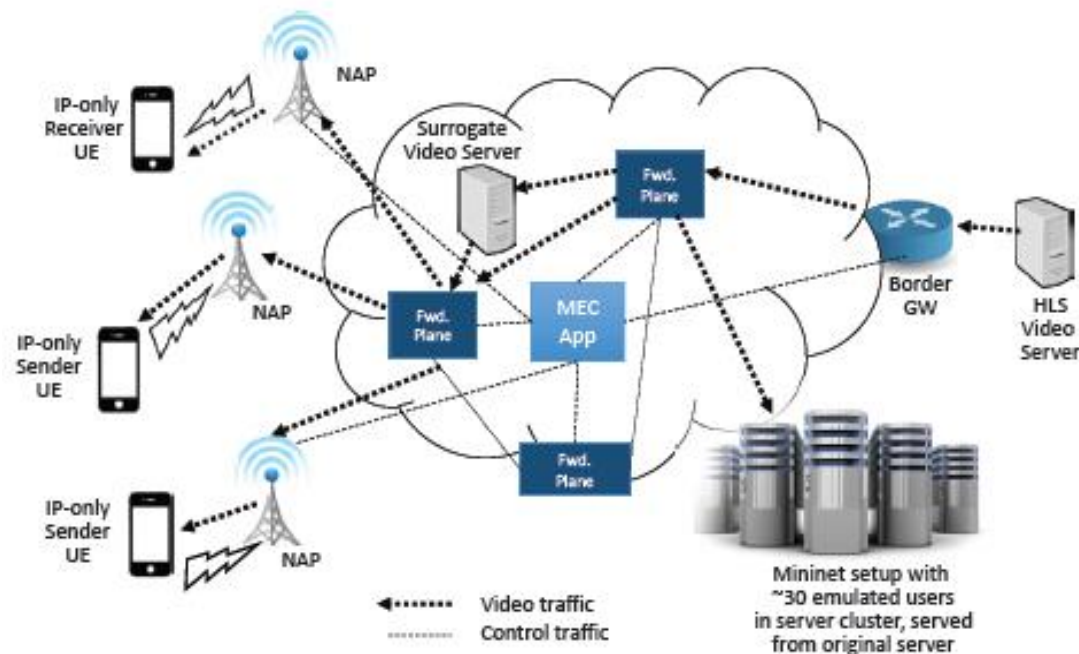 NAP
IP-only
Receiver
UE
Surrogate
Video Server
Fwd.
Plane
NAP
IP-only
Sender
UE
Fwd.
Plane
MEC
App
Border
GW
HLS
Video
Server
Fwd.
Plane
IP-only
Sender
UE
NAP
Mininet setup with
~30 emulated users
in server cluster, served
from original server
Video traffic
Control traffic